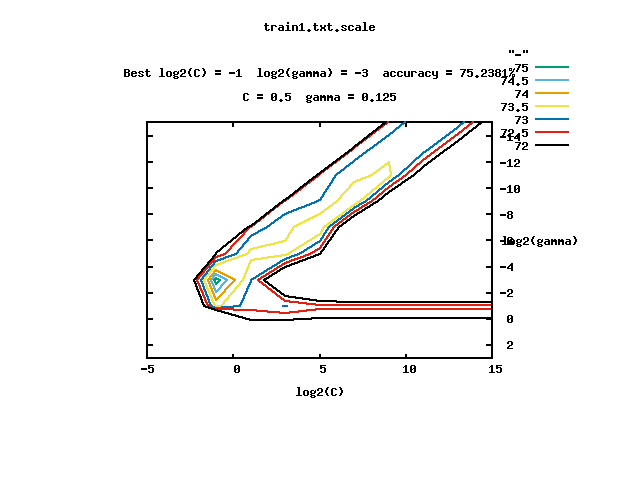 train1.txt.scale
"-"
Best log2(C) = -1  log2(gamma) = -3  accuracy = 75.2381%
75
74.5
C = 0.5  gamma = 0.125
74
73.5
73
72.5
72
-14
-12
-10
-8
-6
log2(gamma)
-4
-2
0
2
-5 0 5 10 15
log2(C)